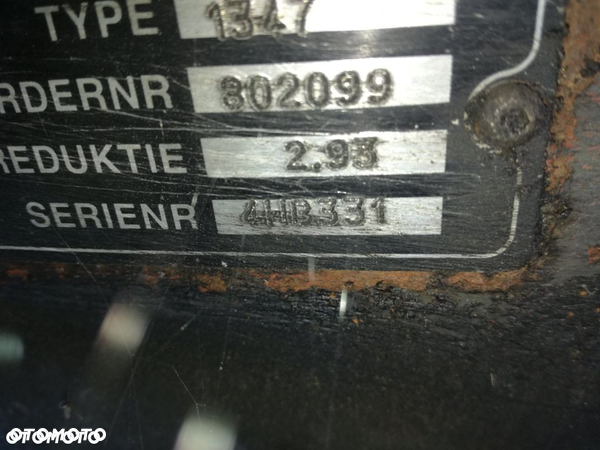 TYPE 1347
RDERNR 802099
REDUKTIE 2.93
SERIENR 4HB331
OTOMOTO